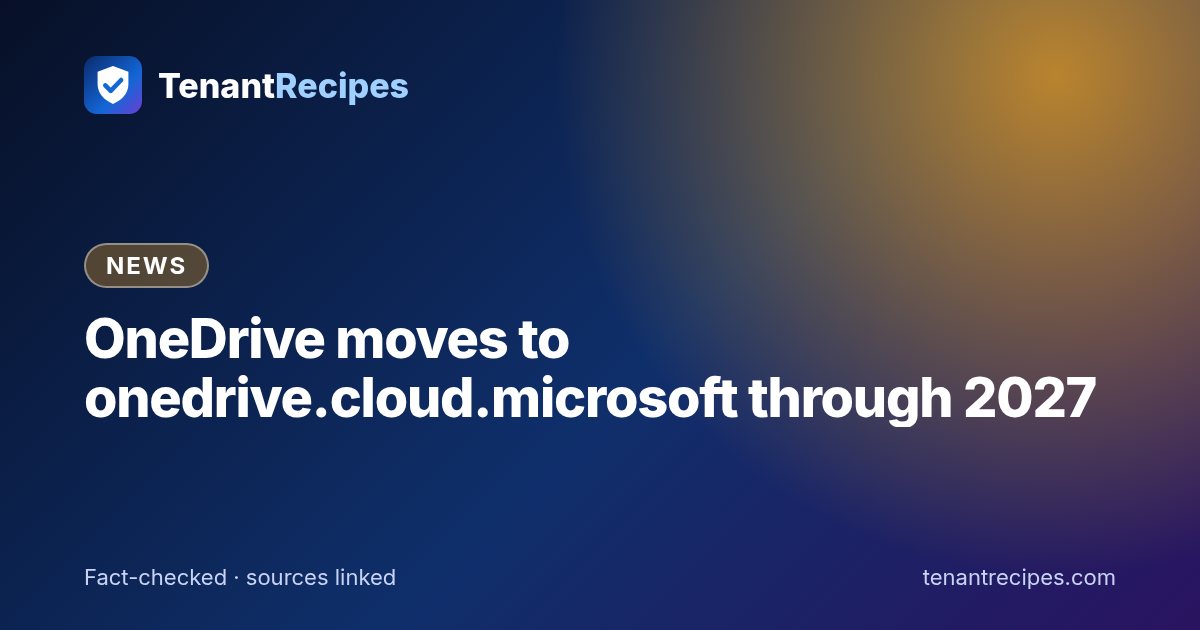 TenantRecipes
NEWS
OneDrive moves to
onedrive.cloud.microsoft through 2027
Fact-checked · sources linked
tenantrecipes.com